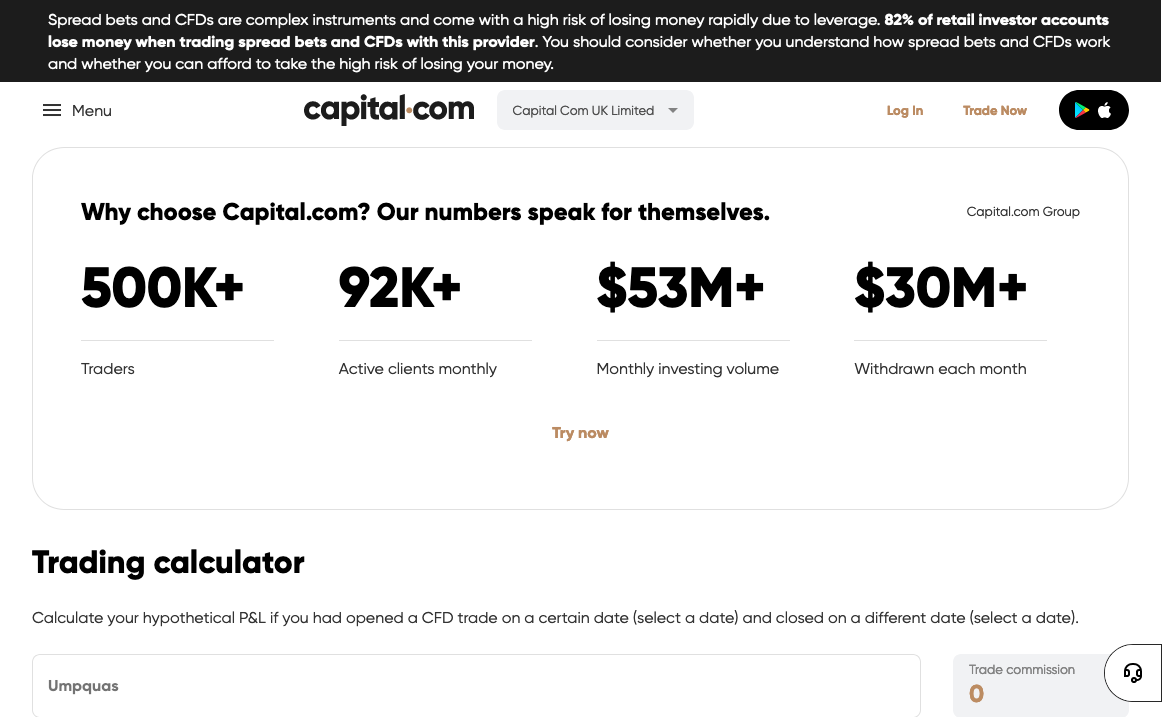 Spread bets and CFDs are complex instruments and come with a high risk of losing money rapidly due to leverage. 82% of retail investor accounts
lose money when trading spread bets and CFDs with this provider. You should consider whether you understand how spread bets and CFDs work
and whether you can afford to take the high risk of losing your money.
Menu
capital.com
Capital Com UK Limited
Log In
Trade Now
Why choose Capital.com? Our numbers speak for themselves.
Capital.com Group
500K+
92K+
$53M+
$30M+
Traders
Active clients monthly
Monthly investing volume
Withdrawn each month
Try now
Trading calculator
Calculate your hypothetical P&L if you had opened a CFD trade on a certain date (select a date) and closed on a different date (select a date).
Umpquas
Trade commission
0